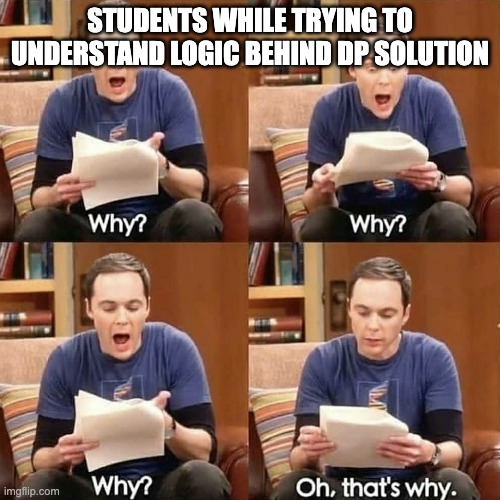 STUDENTS WHILE TRYING TO
UNDERSTAND LOGIC BEHIND DP SOLUTION
Why?
Why?
Why?
Oh, that's why.
imgflip.com